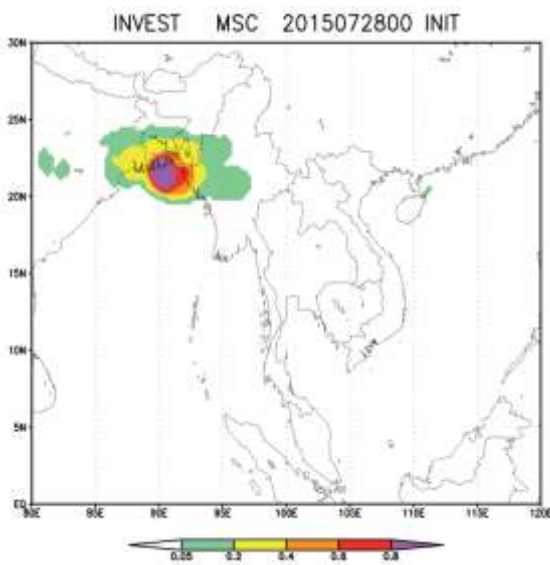 INVEST MSC 2015072800 INIT
30N
25N
20N
15N
10N
5N
EQ
80E 85E 90E 95E 100E 105E 110E 115E 120E
0.05 0.2 0.4 0.6 0.8